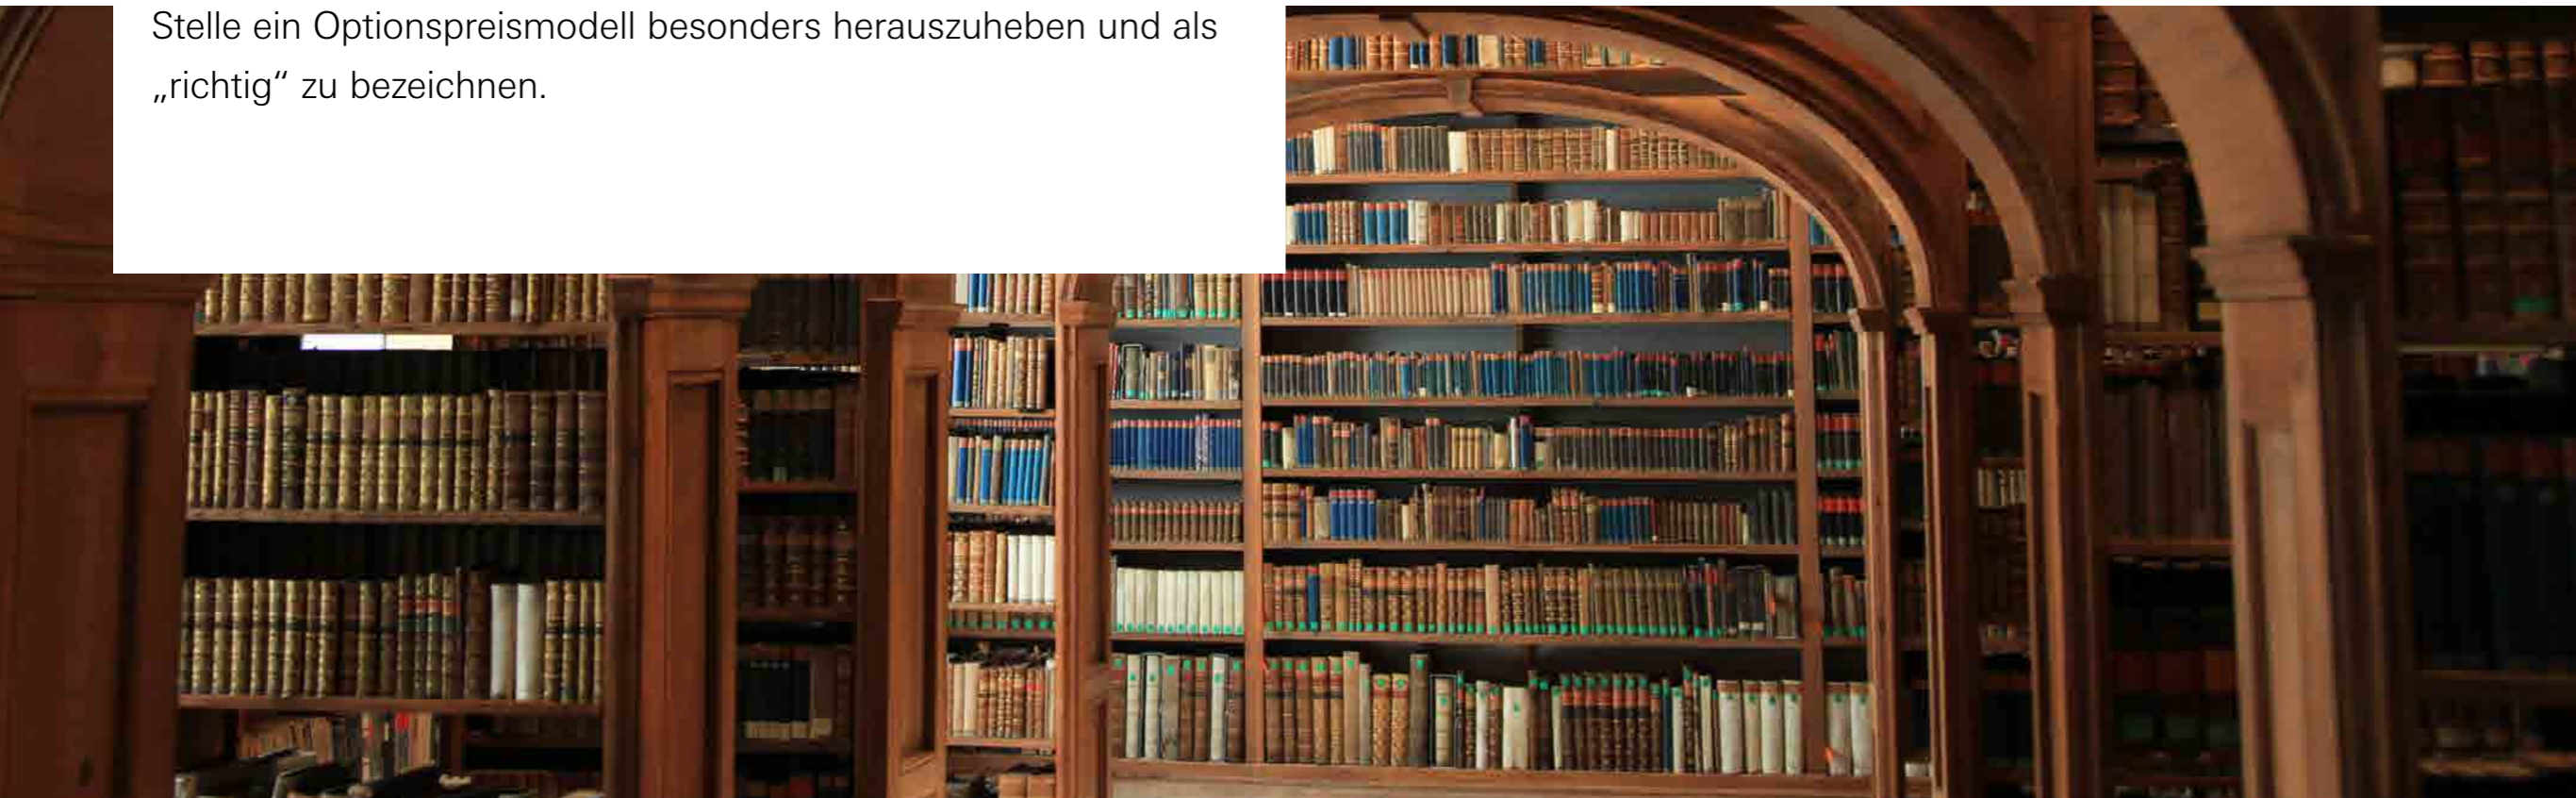 Stelle ein Optionspreismodell besonders herauszuheben und als
„richtig“ zu bezeichnen.